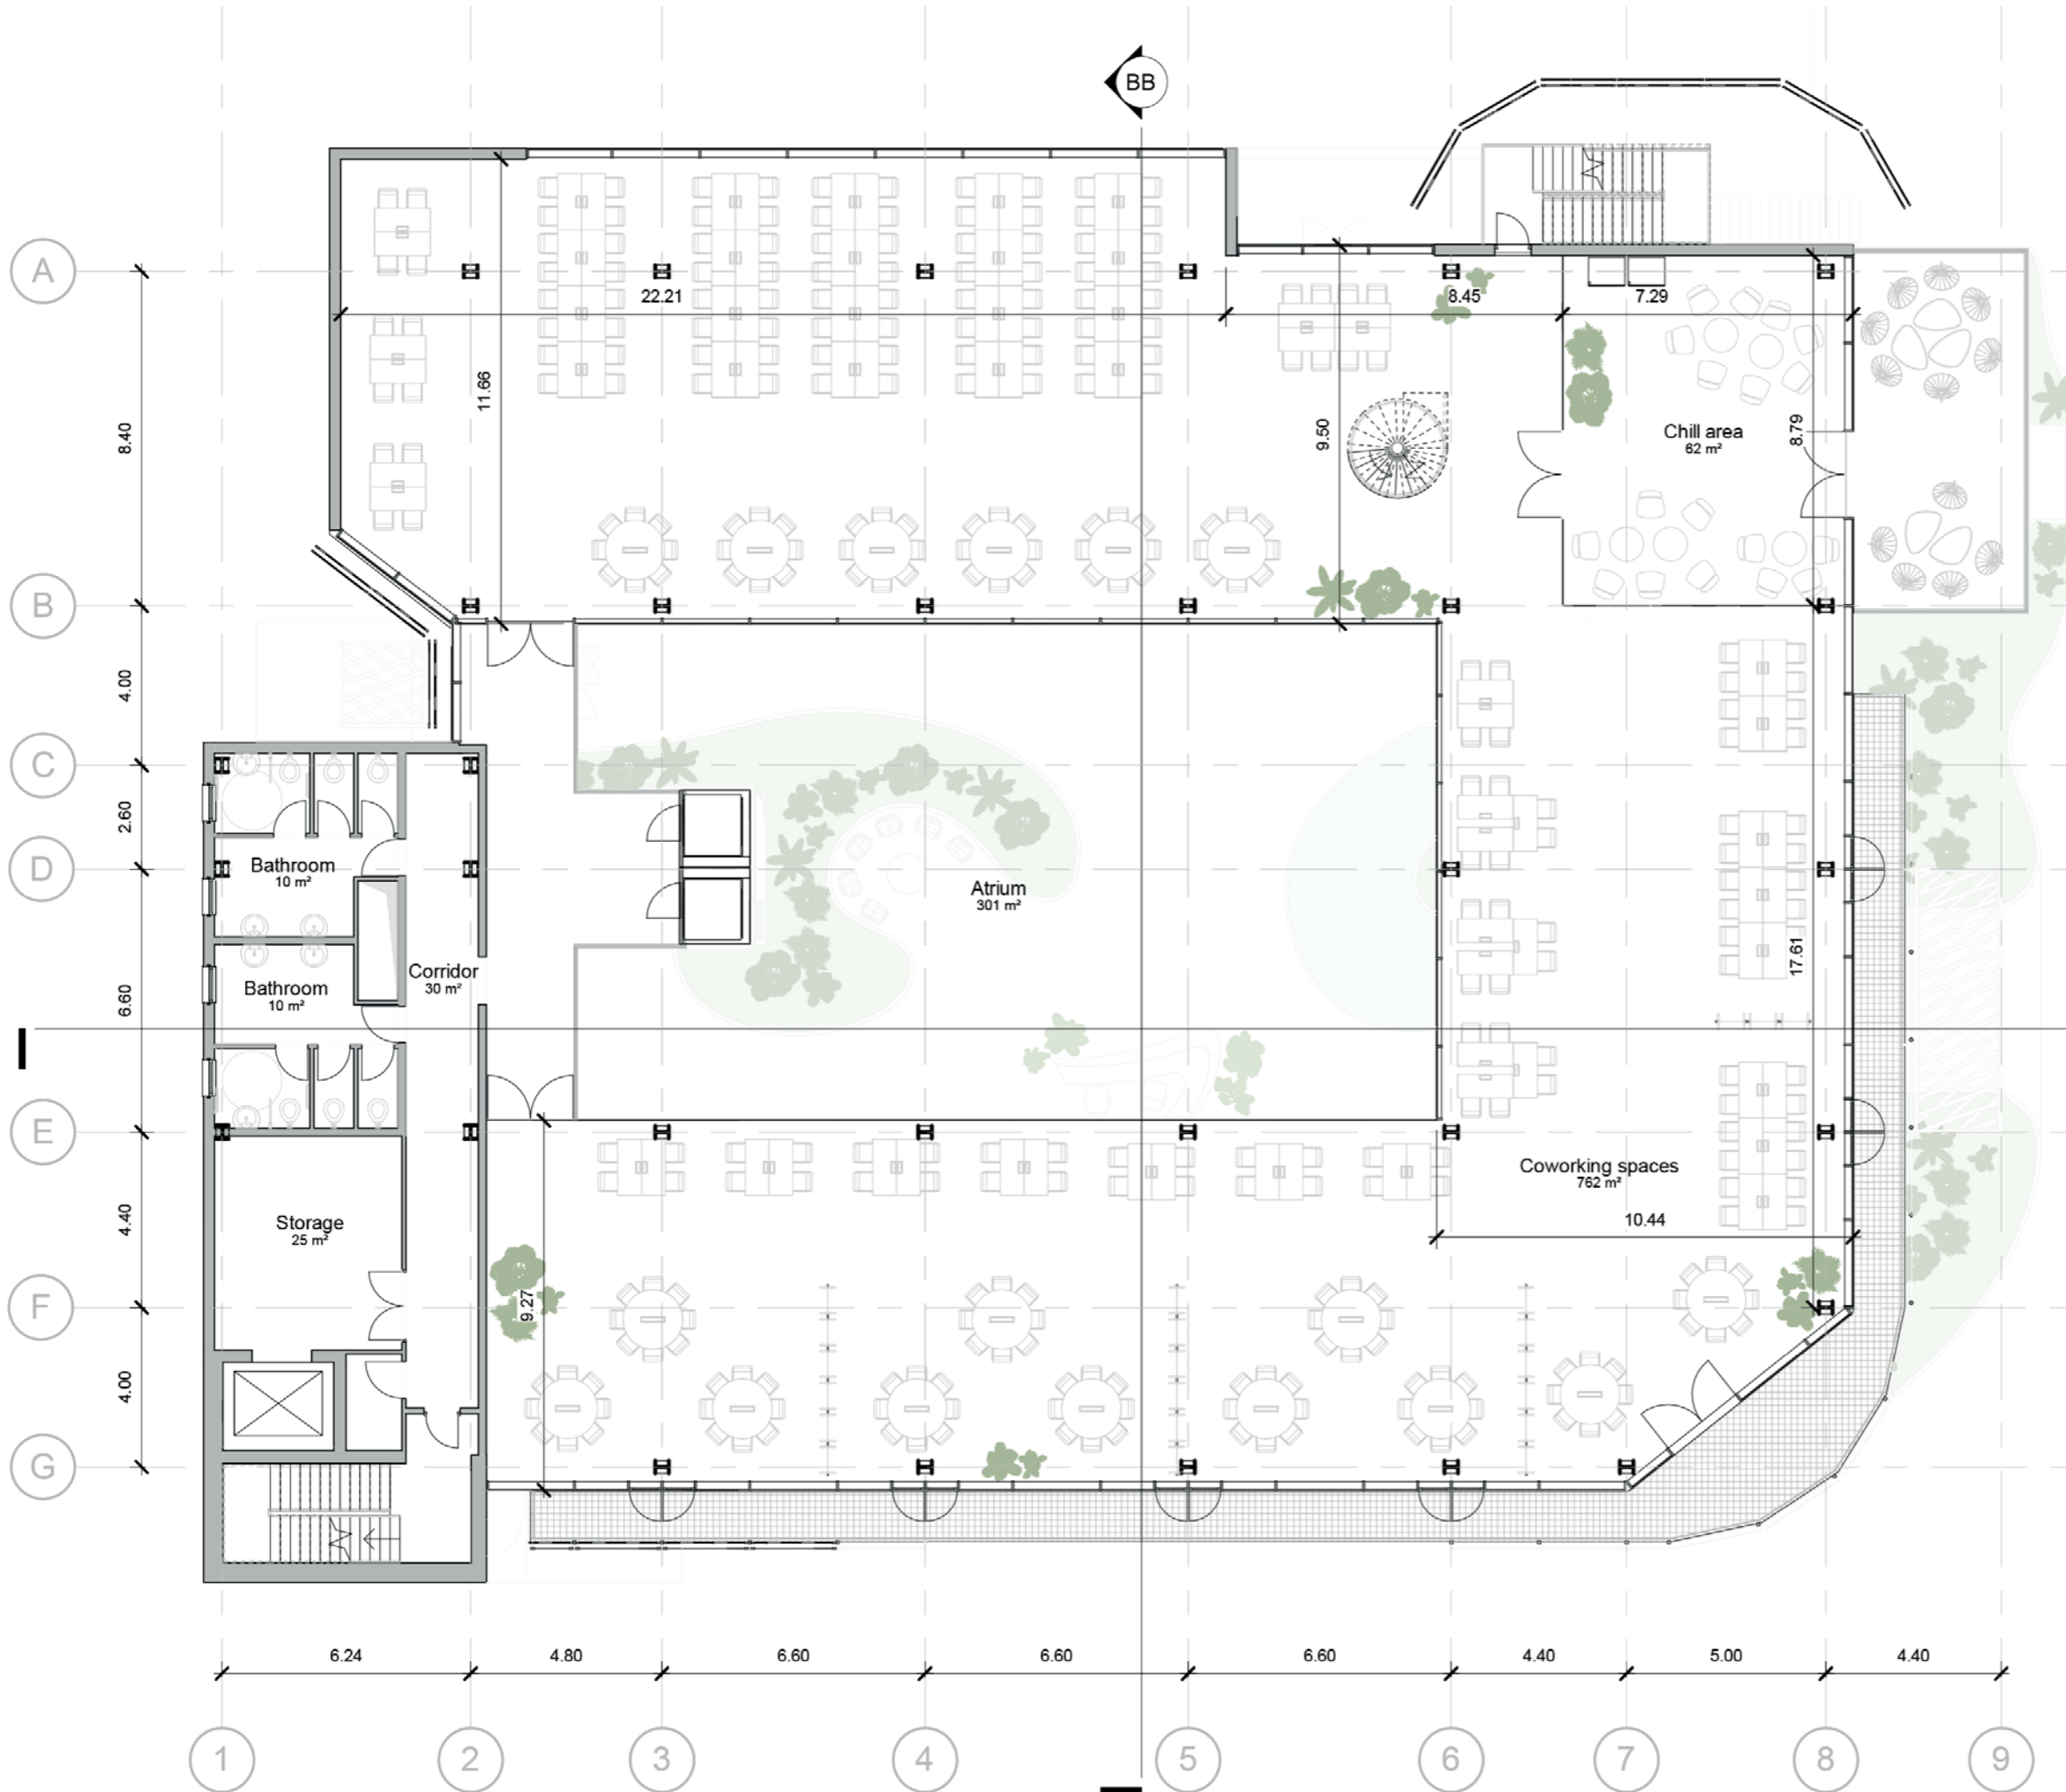 BB
A
22.21
8.45
7.29
11.66
9.50
8.79
8.40
Chill area
62 m²
B
4.00
C
2.60
D
Bathroom
10 m²
Atrium
301 m²
Corridor
30 m²
17.61
Bathroom
10 m²
6.60
E
Coworking spaces
762 m²
10.44
4.40
Storage
25 m²
F
9.27
4.00
G
6.24
4.80
6.60
6.60
6.60
4.40
5.00
4.40
1
2
3
4
5
6
7
8
9